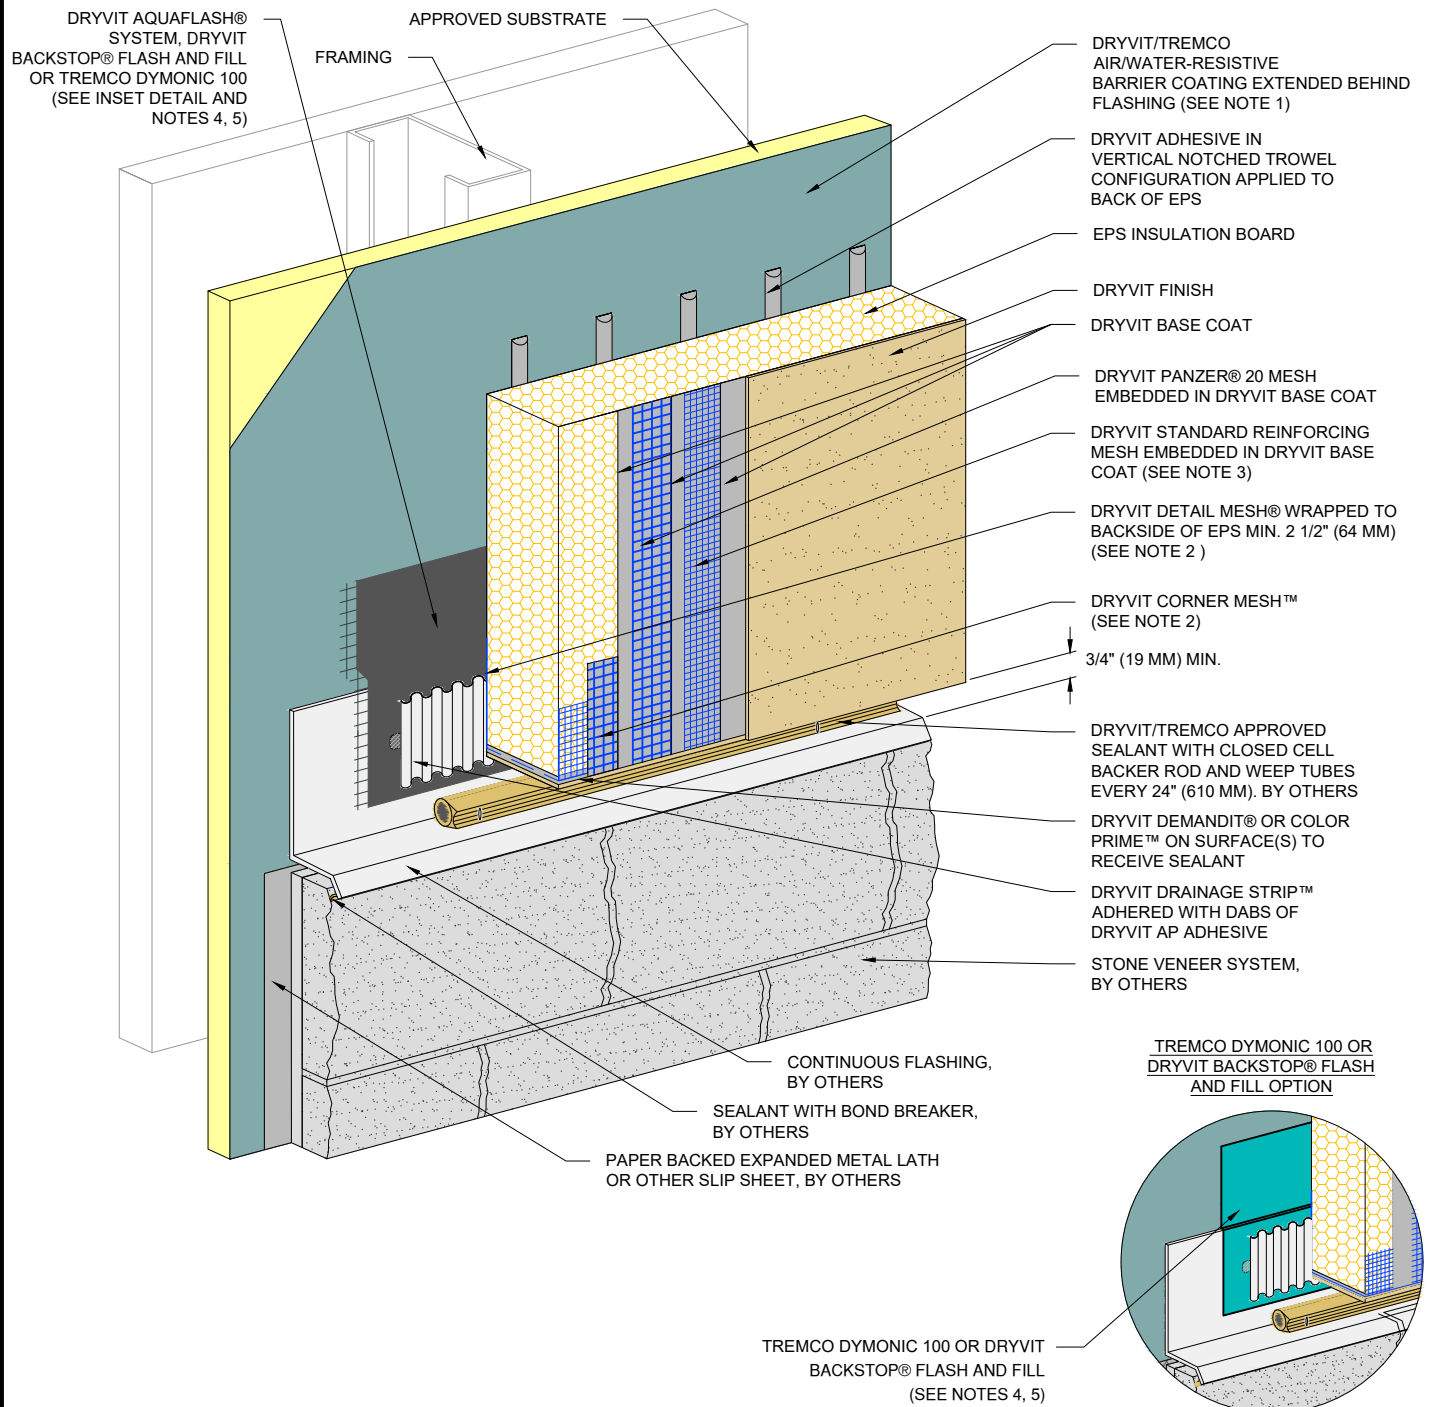 DRYVIT AQUAFLASH®
SYSTEM, DRYVIT
BACKSTOP® FLASH AND FILL
OR TREMCO DYMONIC 100
(SEE INSET DETAIL AND
NOTES 4, 5)
APPROVED SUBSTRATE
FRAMING
DRYVIT/TREMCO
AIR/WATER-RESISTIVE
BARRIER COATING EXTENDED BEHIND
FLASHING (SEE NOTE 1)
DRYVIT ADHESIVE IN
VERTICAL NOTCHED TROWEL
CONFIGURATION APPLIED TO
BACK OF EPS
EPS INSULATION BOARD
DRYVIT FINISH
DRYVIT BASE COAT
DRYVIT PANZER® 20 MESH
EMBEDDED IN DRYVIT BASE COAT
DRYVIT STANDARD REINFORCING
MESH EMBEDDED IN DRYVIT BASE
COAT (SEE NOTE 3)
DRYVIT DETAIL MESH® WRAPPED TO
BACKSIDE OF EPS MIN. 2 1/2" (64 MM)
(SEE NOTE 2 )
DRYVIT CORNER MESH™
(SEE NOTE 2)
3/4" (19 MM) MIN.
DRYVIT/TREMCO APPROVED
SEALANT WITH CLOSED CELL
BACKER ROD AND WEEP TUBES
EVERY 24" (610 MM). BY OTHERS
DRYVIT DEMANDIT® OR COLOR
PRIME™ ON SURFACE(S) TO
RECEIVE SEALANT
DRYVIT DRAINAGE STRIP™
ADHERED WITH DABS OF
DRYVIT AP ADHESIVE
STONE VENEER SYSTEM,
BY OTHERS
CONTINUOUS FLASHING,
BY OTHERS
SEALANT WITH BOND BREAKER,
BY OTHERS
PAPER BACKED EXPANDED METAL LATH
OR OTHER SLIP SHEET, BY OTHERS
TREMCO DYMONIC 100 OR
DRYVIT BACKSTOP® FLASH
AND FILL OPTION
TREMCO DYMONIC 100 OR DRYVIT
BACKSTOP® FLASH AND FILL
(SEE NOTES 4, 5)